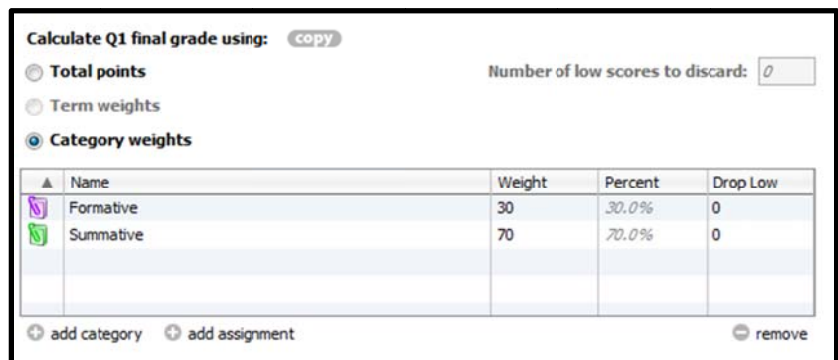 Calculate Q1 final grade using: copy
Total points Number of low scores to discard: 0
Term weights
Category weights
Name Weight Percent Drop Low
Formative 30 30.0% 0
Summative 70 70.0% 0
add category add assignment remove